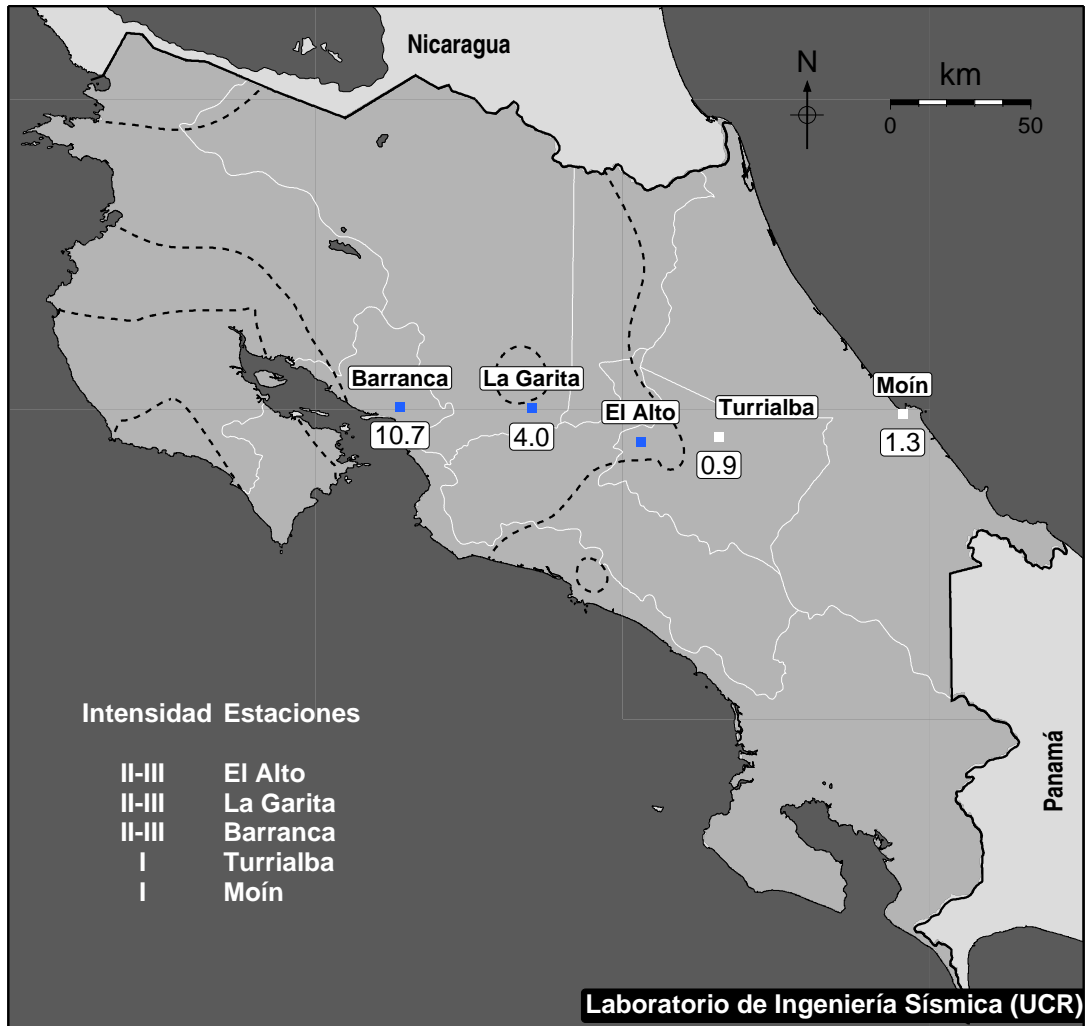 Nicaragua
N
km
0 50
Barranca
La Garita
Moín
El Alto
Turrialba
10.7
4.0
0.9
1.3
Intensidad Estaciones
II-III El Alto
II-III La Garita
II-III Barranca
I Turrialba
I Moín
Panamá
Laboratorio de Ingeniería Sísmica (UCR)